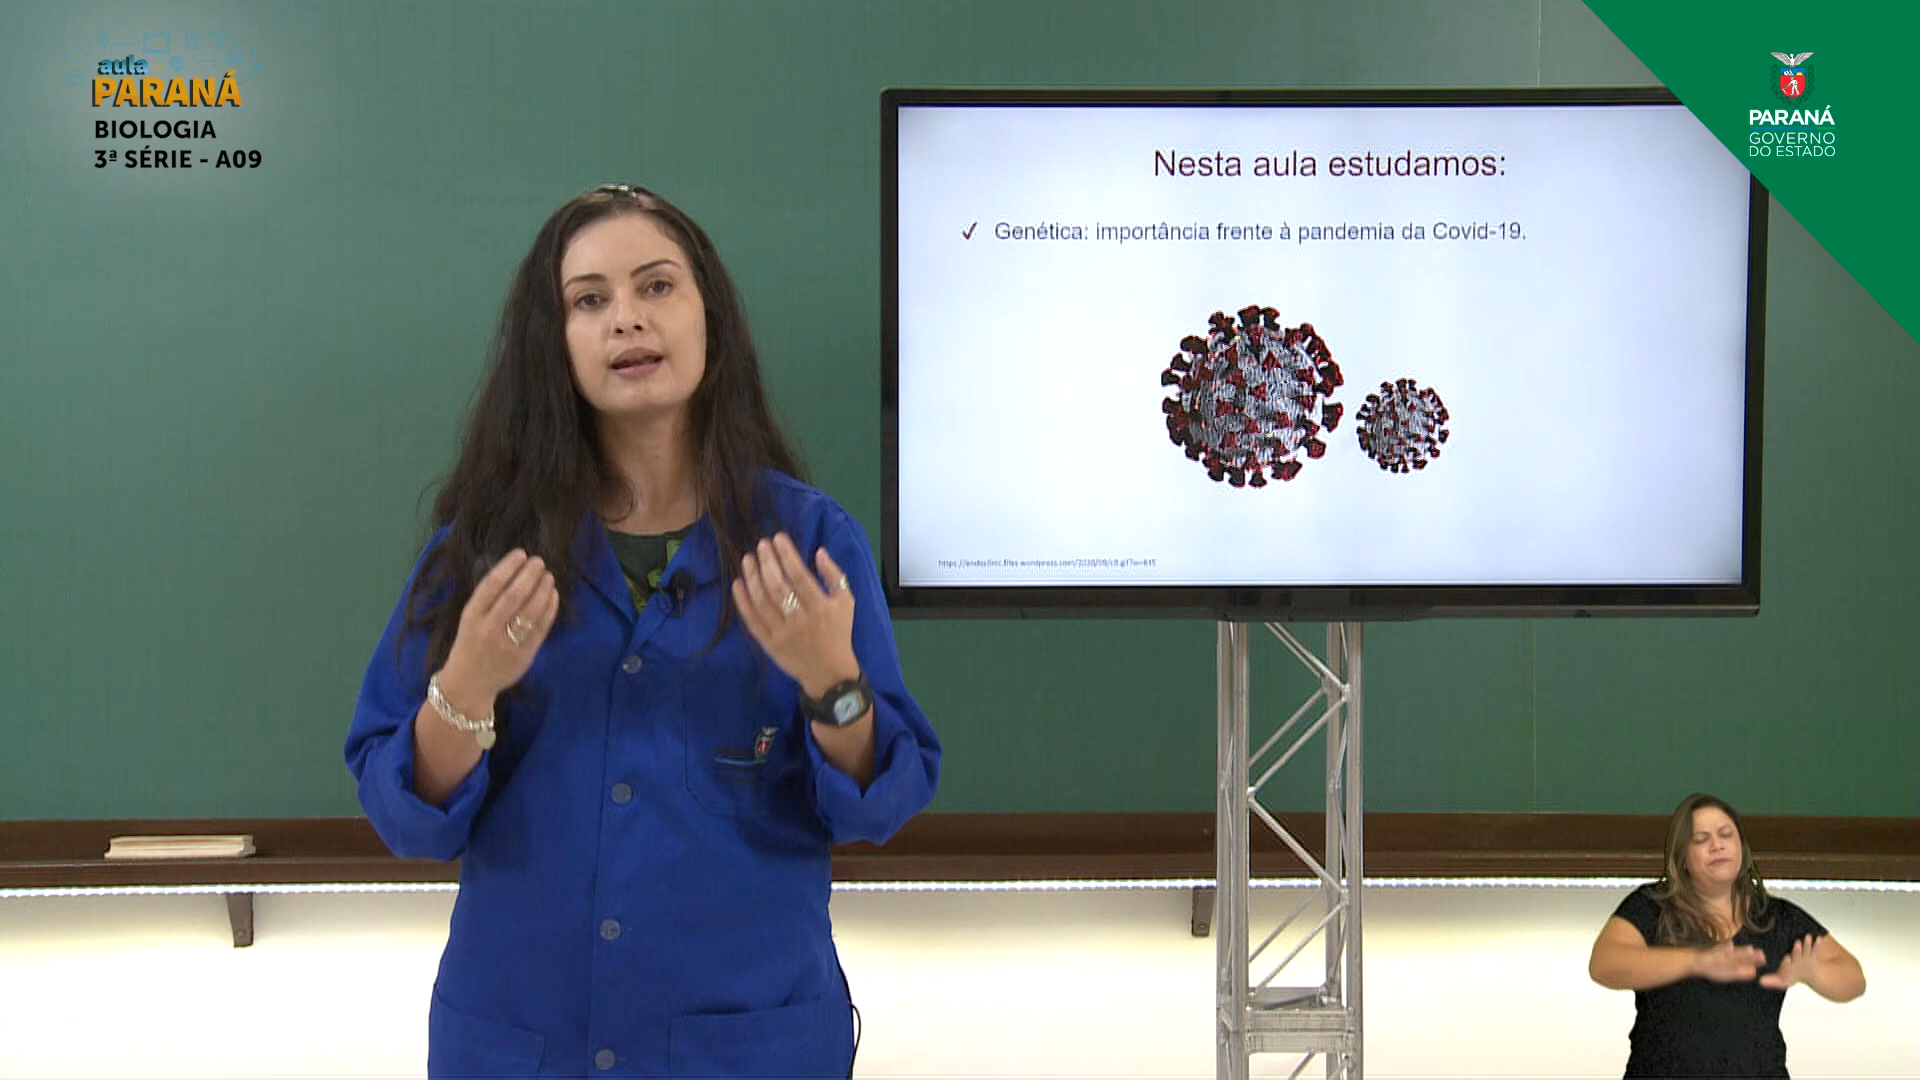 aula
PARANÁ
BIOLOGIA
3ª SÉRIE - A09
PARANÁ
GOVERNO
DO ESTADO
Nesta aula estudamos:
✓ Genética: importância frente à pandemia da Covid-19.